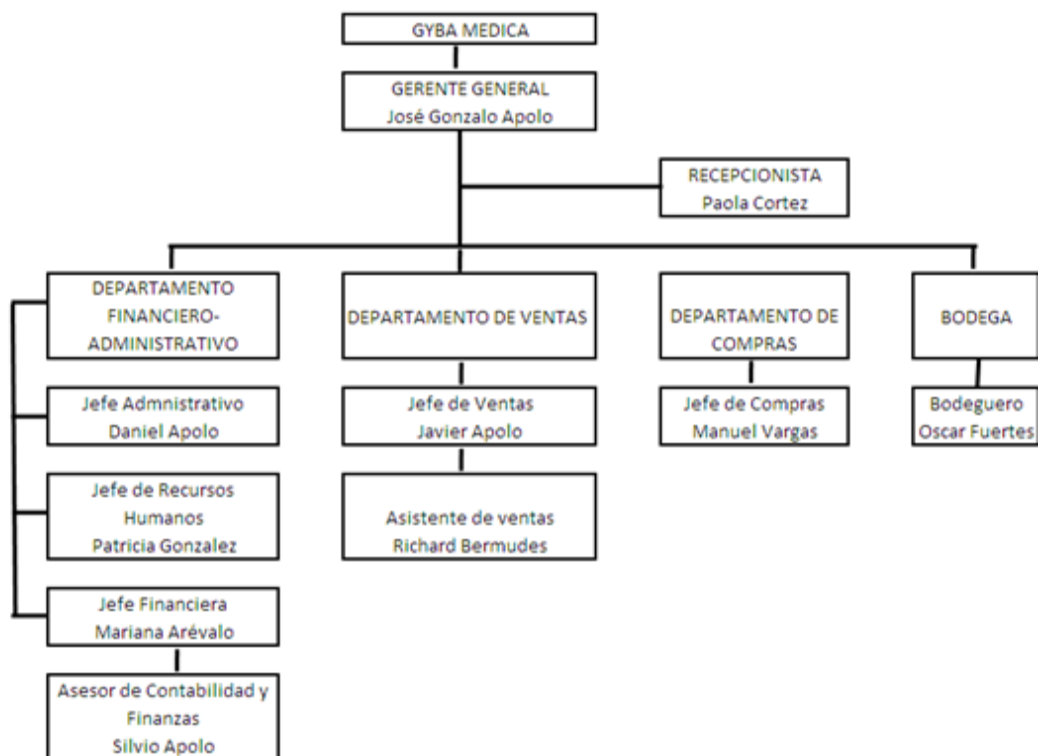 GYBA MEDICA
GERENTE GENERAL
José Gonzalo Apolo
RECEPCIONISTA
Paola Cortez
DEPARTAMENTO
FINANCIERO-
ADMINISTRATIVO
DEPARTAMENTO DE VENTAS
DEPARTAMENTO DE
COMPRAS
BODEGA
Jefe Admnistrativo
Daniel Apolo
Jefe de Ventas
Javier Apolo
Jefe de Compras
Manuel Vargas
Bodeguero
Oscar Fuertes
Jefe de Recursos
Humanos
Patricia Gonzalez
Asistente de ventas
Richard Bermudes
Jefe Financiera
Mariana Arévalo
Asesor de Contabilidad y
Finanzas
Silvio Apolo